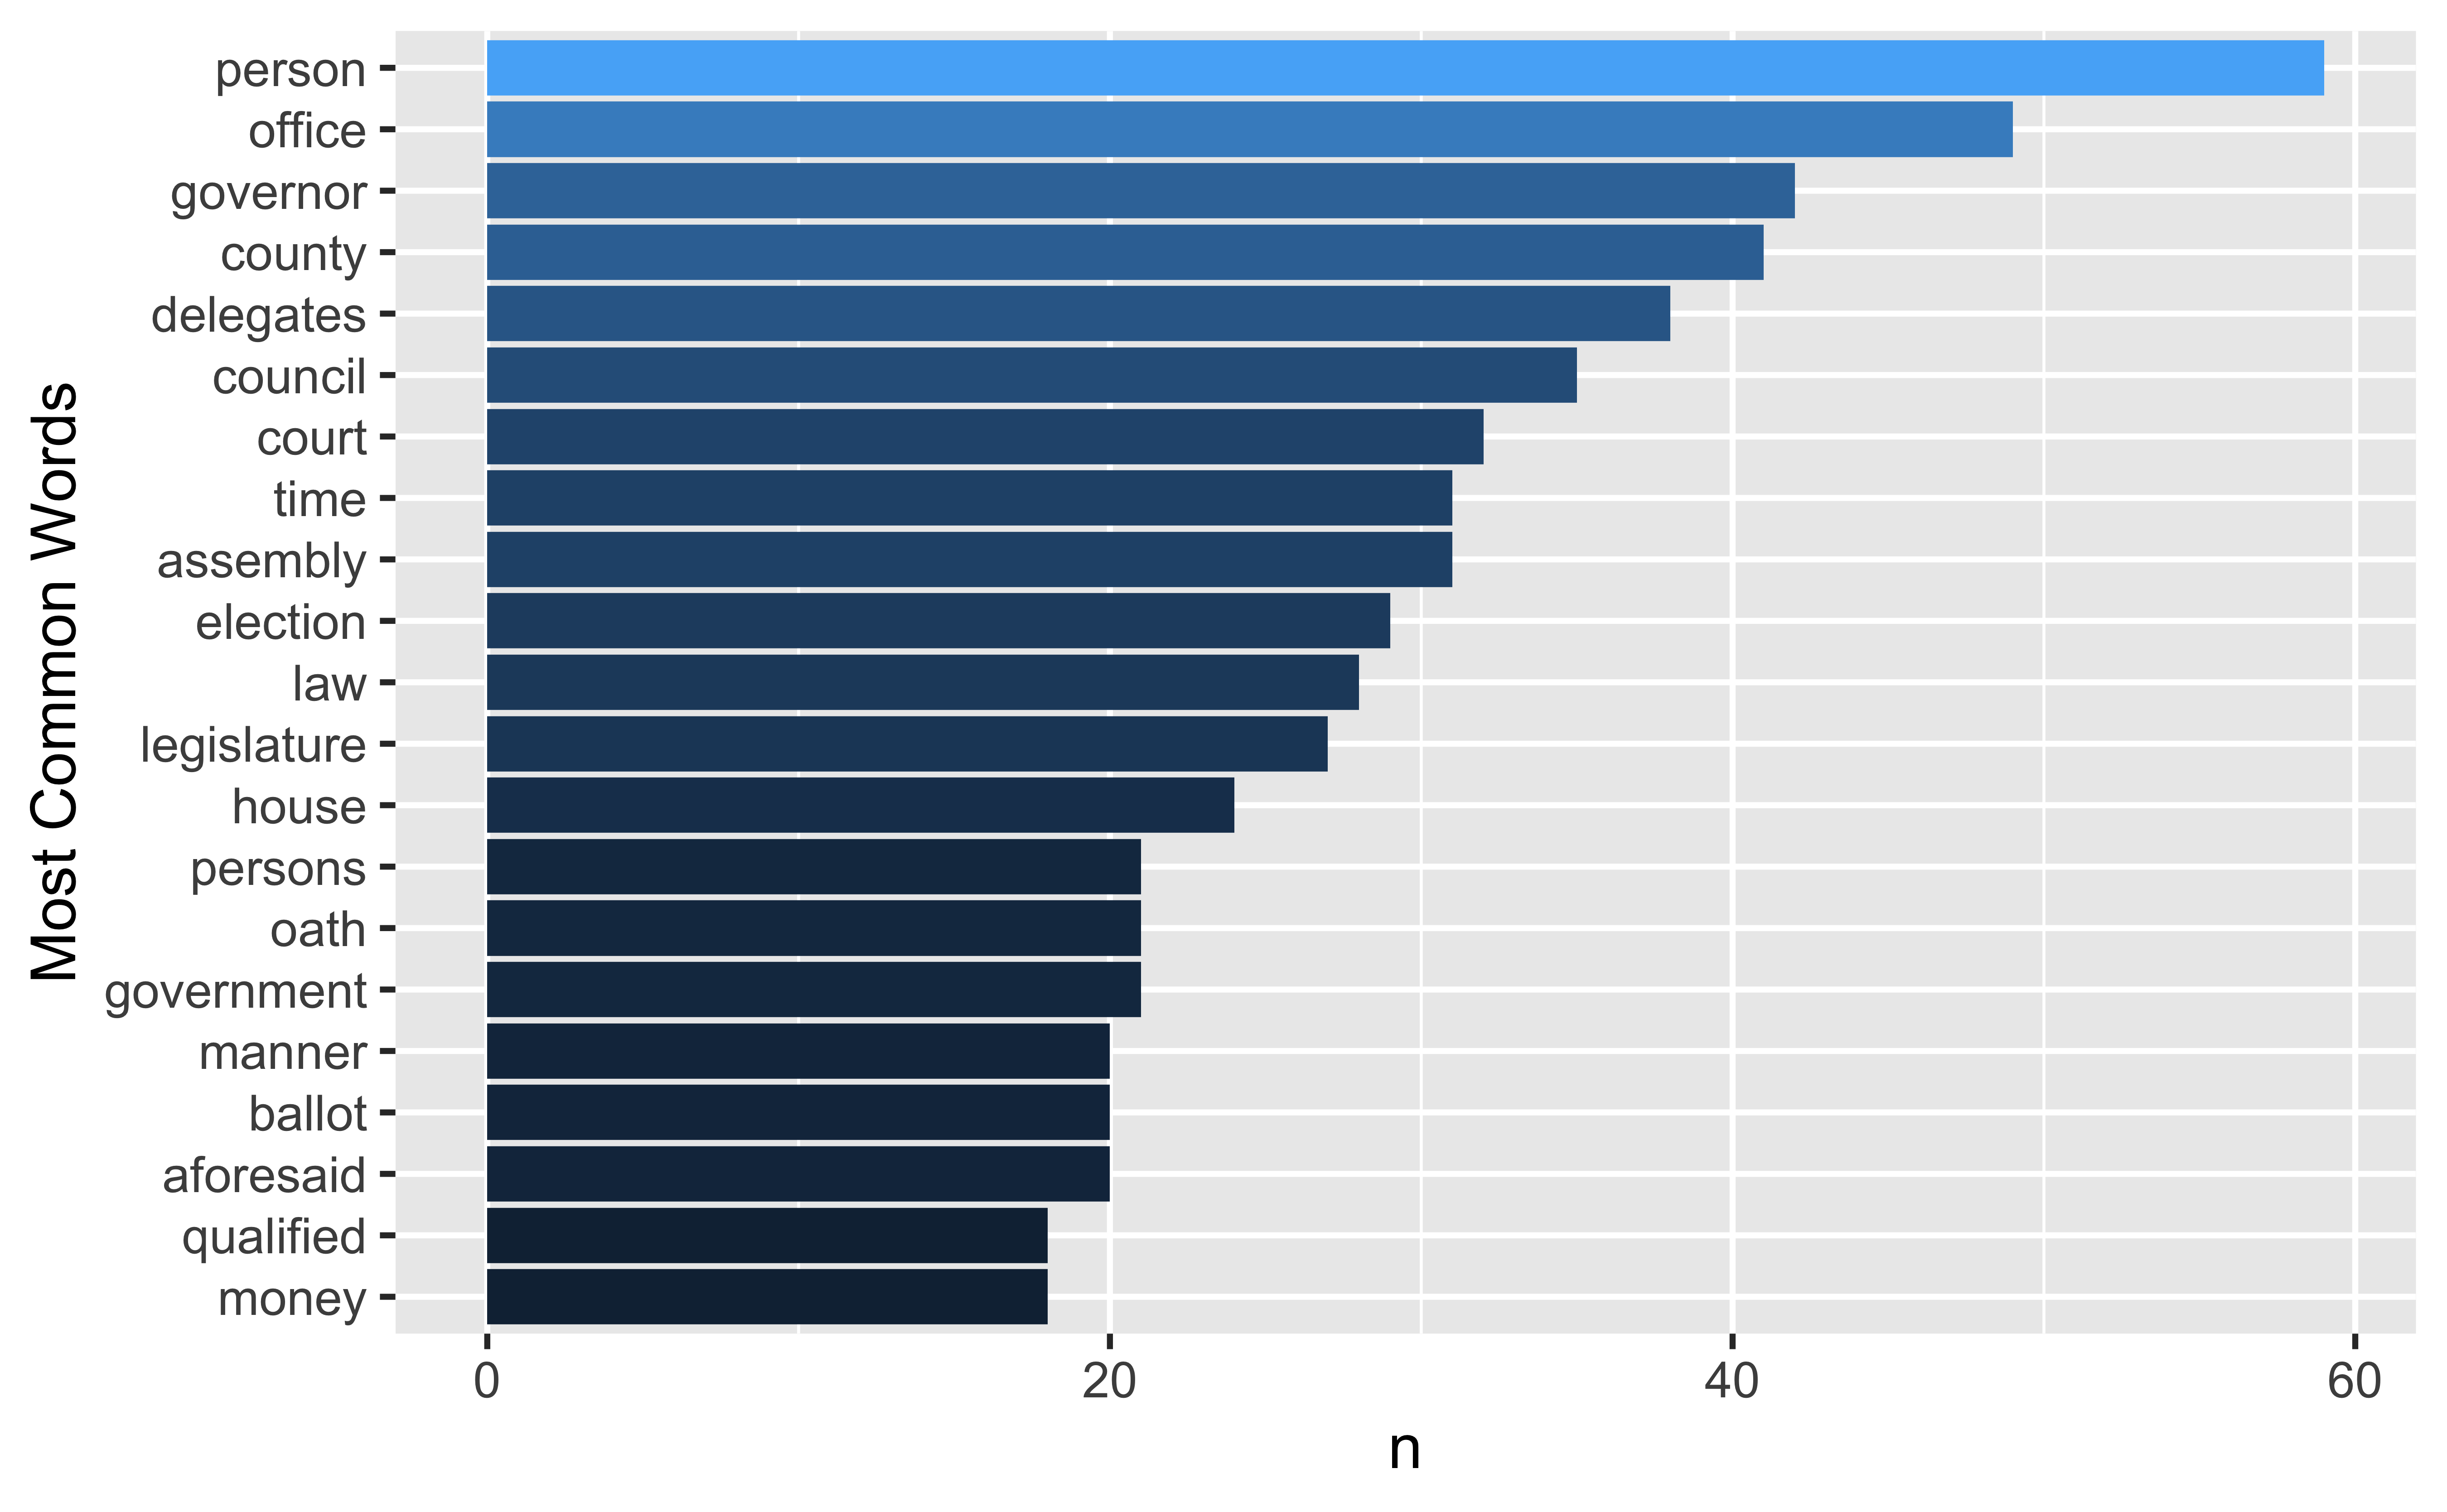 Most Common Words
person
office
governor
county
delegates
council
court
time
assembly
election
law
legislature
house
persons
oath
government
manner
ballot
aforesaid
qualified
money
0 20 40 60
n